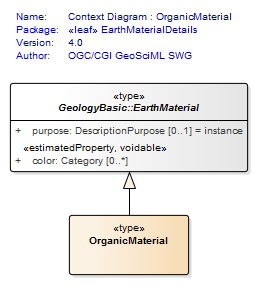 Name: Context Diagram : OrganicMaterial
Package: «leaf» EarthMaterialDetails
Version: 4.0
Author: OGC/CGI GeoSciML SWG
«type»
GeologyBasic::EarthMaterial
+ purpose: DescriptionPurpose [0..1] = instance
«estimatedProperty, voidable»
+ color: Category [0..*]
«type»
OrganicMaterial